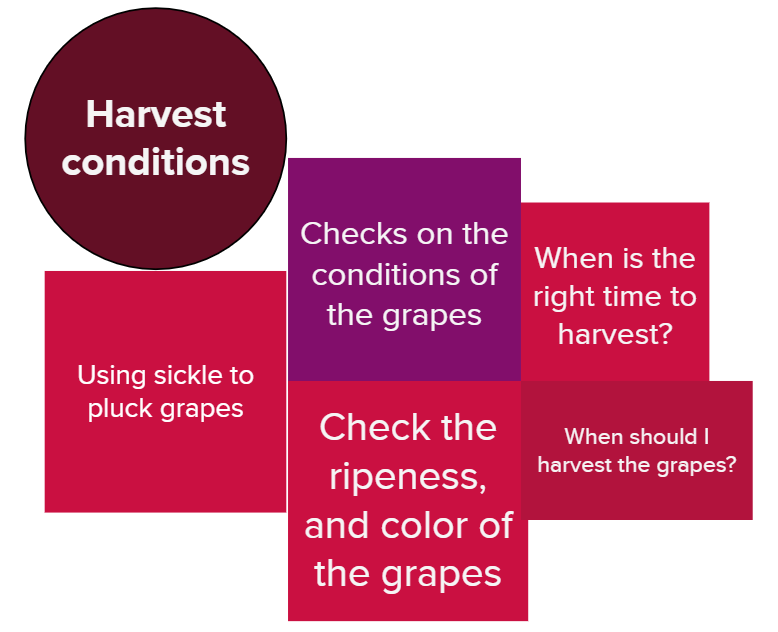 Harvest
conditions
Checks on the
conditions of
the grapes
When is the
right time to
harvest?
Using sickle to
pluck grapes
Check the
ripeness,
and color of
the grapes
When should I
harvest the grapes?